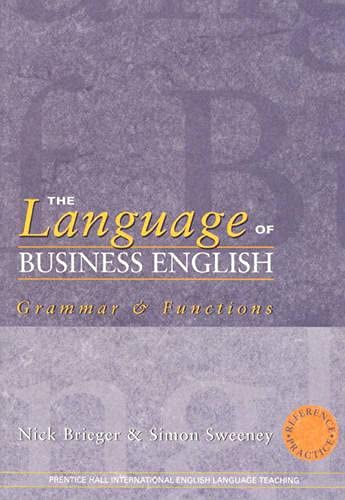 THE
Language OF
BUSINESS ENGLISH
Grammar & Functions
Nick Brieger & Simon Sweeney
• REFERENCE •
PRACTICE
PRENTICE HALL INTERNATIONAL ENGLISH LANGUAGE TEACHING